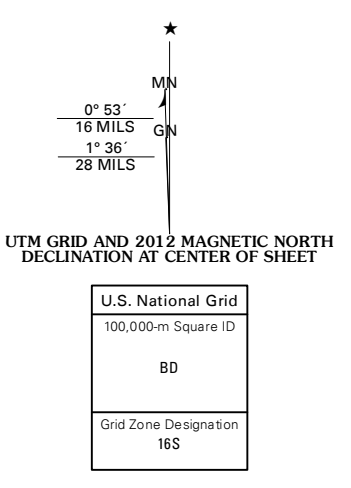 ★
MN
0° 53´
16 MILS
GN
1° 36´
28 MILS
UTM GRID AND 2012 MAGNETIC NORTH
DECLINATION AT CENTER OF SHEET
U.S. National Grid
100,000-m Square ID
BD
Grid Zone Designation
16S